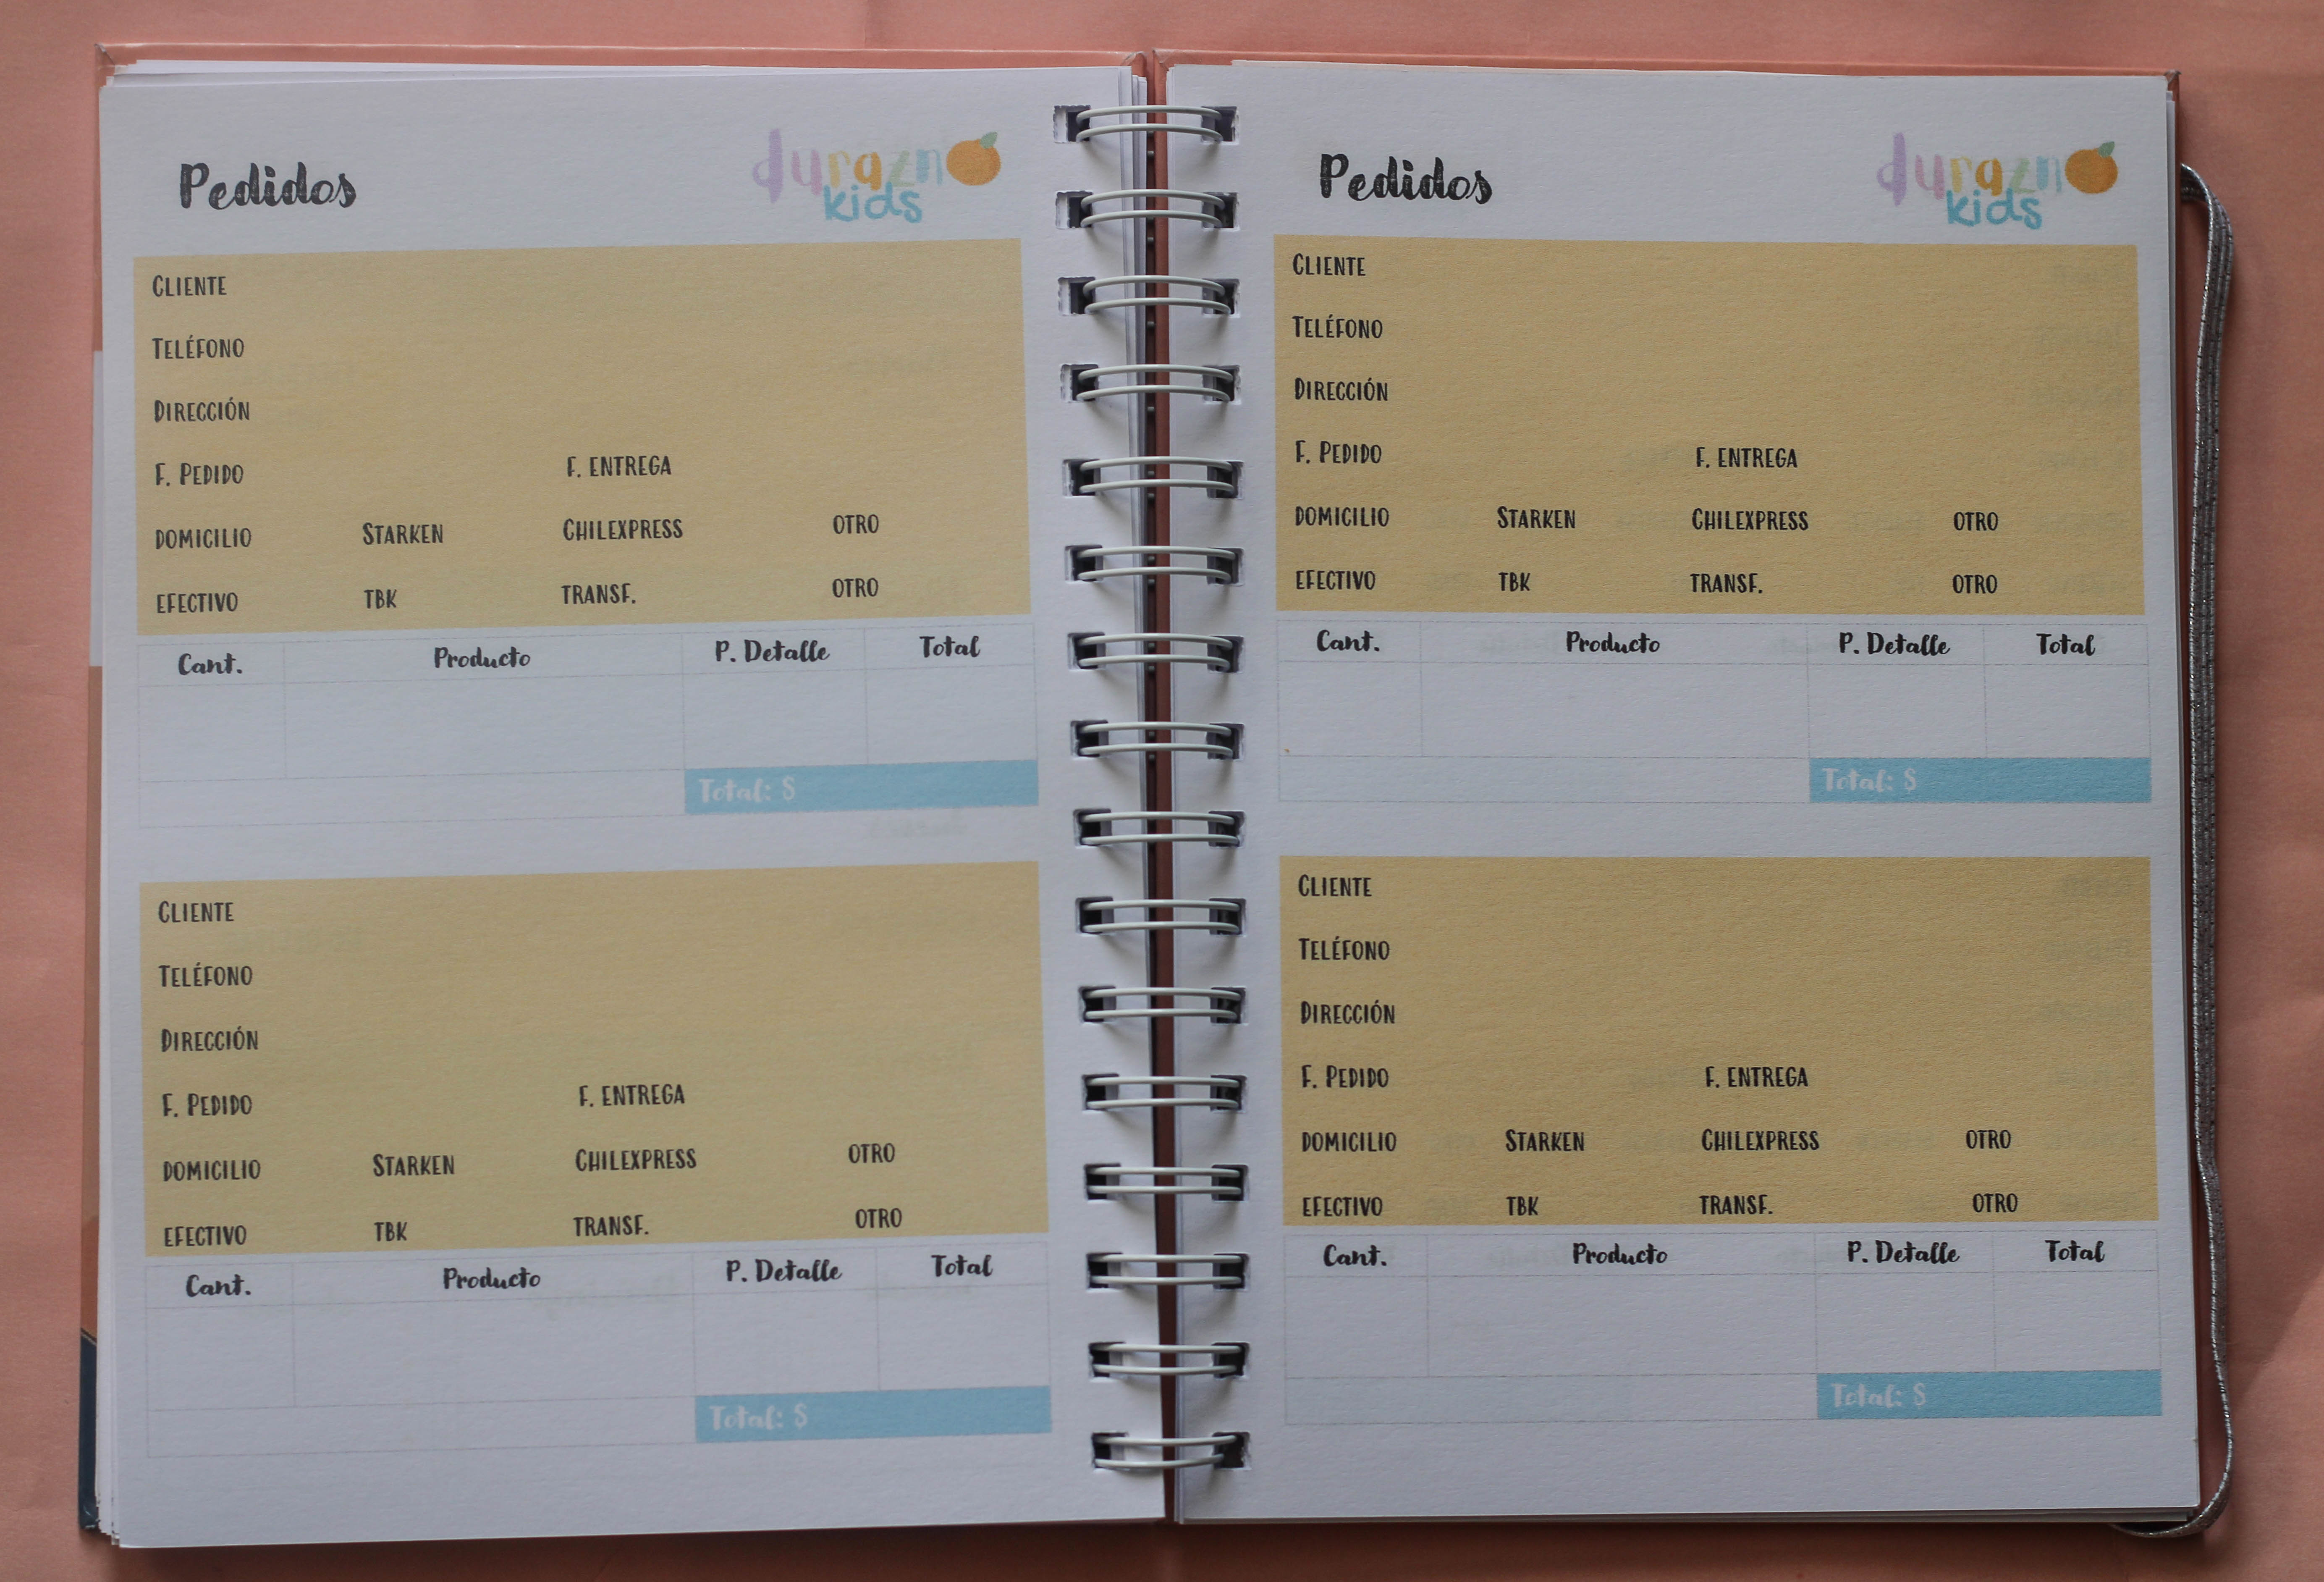 Pedidos
durazno
kids
CLIENTE
TELÉFONO
DIRECCIÓN
F. PEDIDO F. ENTREGA
DOMICILIO STARKEN CHILEXPRESS OTRO
EFECTIVO TBK TRANSF. OTRO
Cant. Producto P. Detalle Total
Total: $
CLIENTE
TELÉFONO
DIRECCIÓN
F. PEDIDO F. ENTREGA
DOMICILIO STARKEN CHILEXPRESS OTRO
EFECTIVO TBK TRANSF. OTRO
Cant. Producto P. Detalle Total
Total: $
Pedidos
durazno
kids
CLIENTE
TELÉFONO
DIRECCIÓN
F. PEDIDO F. ENTREGA
DOMICILIO STARKEN CHILEXPRESS OTRO
EFECTIVO TBK TRANSF. OTRO
Cant. Producto P. Detalle Total
Total: $
CLIENTE
TELÉFONO
DIRECCIÓN
F. PEDIDO F. ENTREGA
DOMICILIO STARKEN CHILEXPRESS OTRO
EFECTIVO TBK TRANSF. OTRO
Cant. Producto P. Detalle Total
Total: $